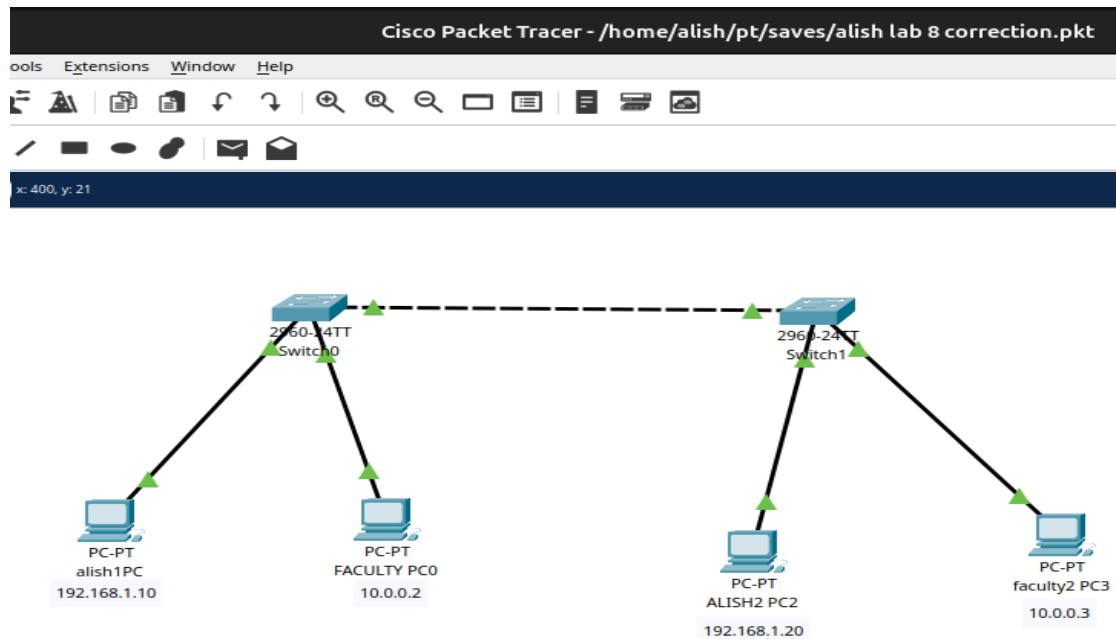 Cisco Packet Tracer - /home/alish/pt/saves/alish lab 8 correction.pkt
ools Extensions Window Help
x: 400, y: 21
2960-24TT
Switch0
2960-24TT
Switch1
PC-PT
alish1PC
192.168.1.10
PC-PT
FACULTY PC0
10.0.0.2
PC-PT
ALISH2 PC2
192.168.1.20
PC-PT
faculty2 PC3
10.0.0.3